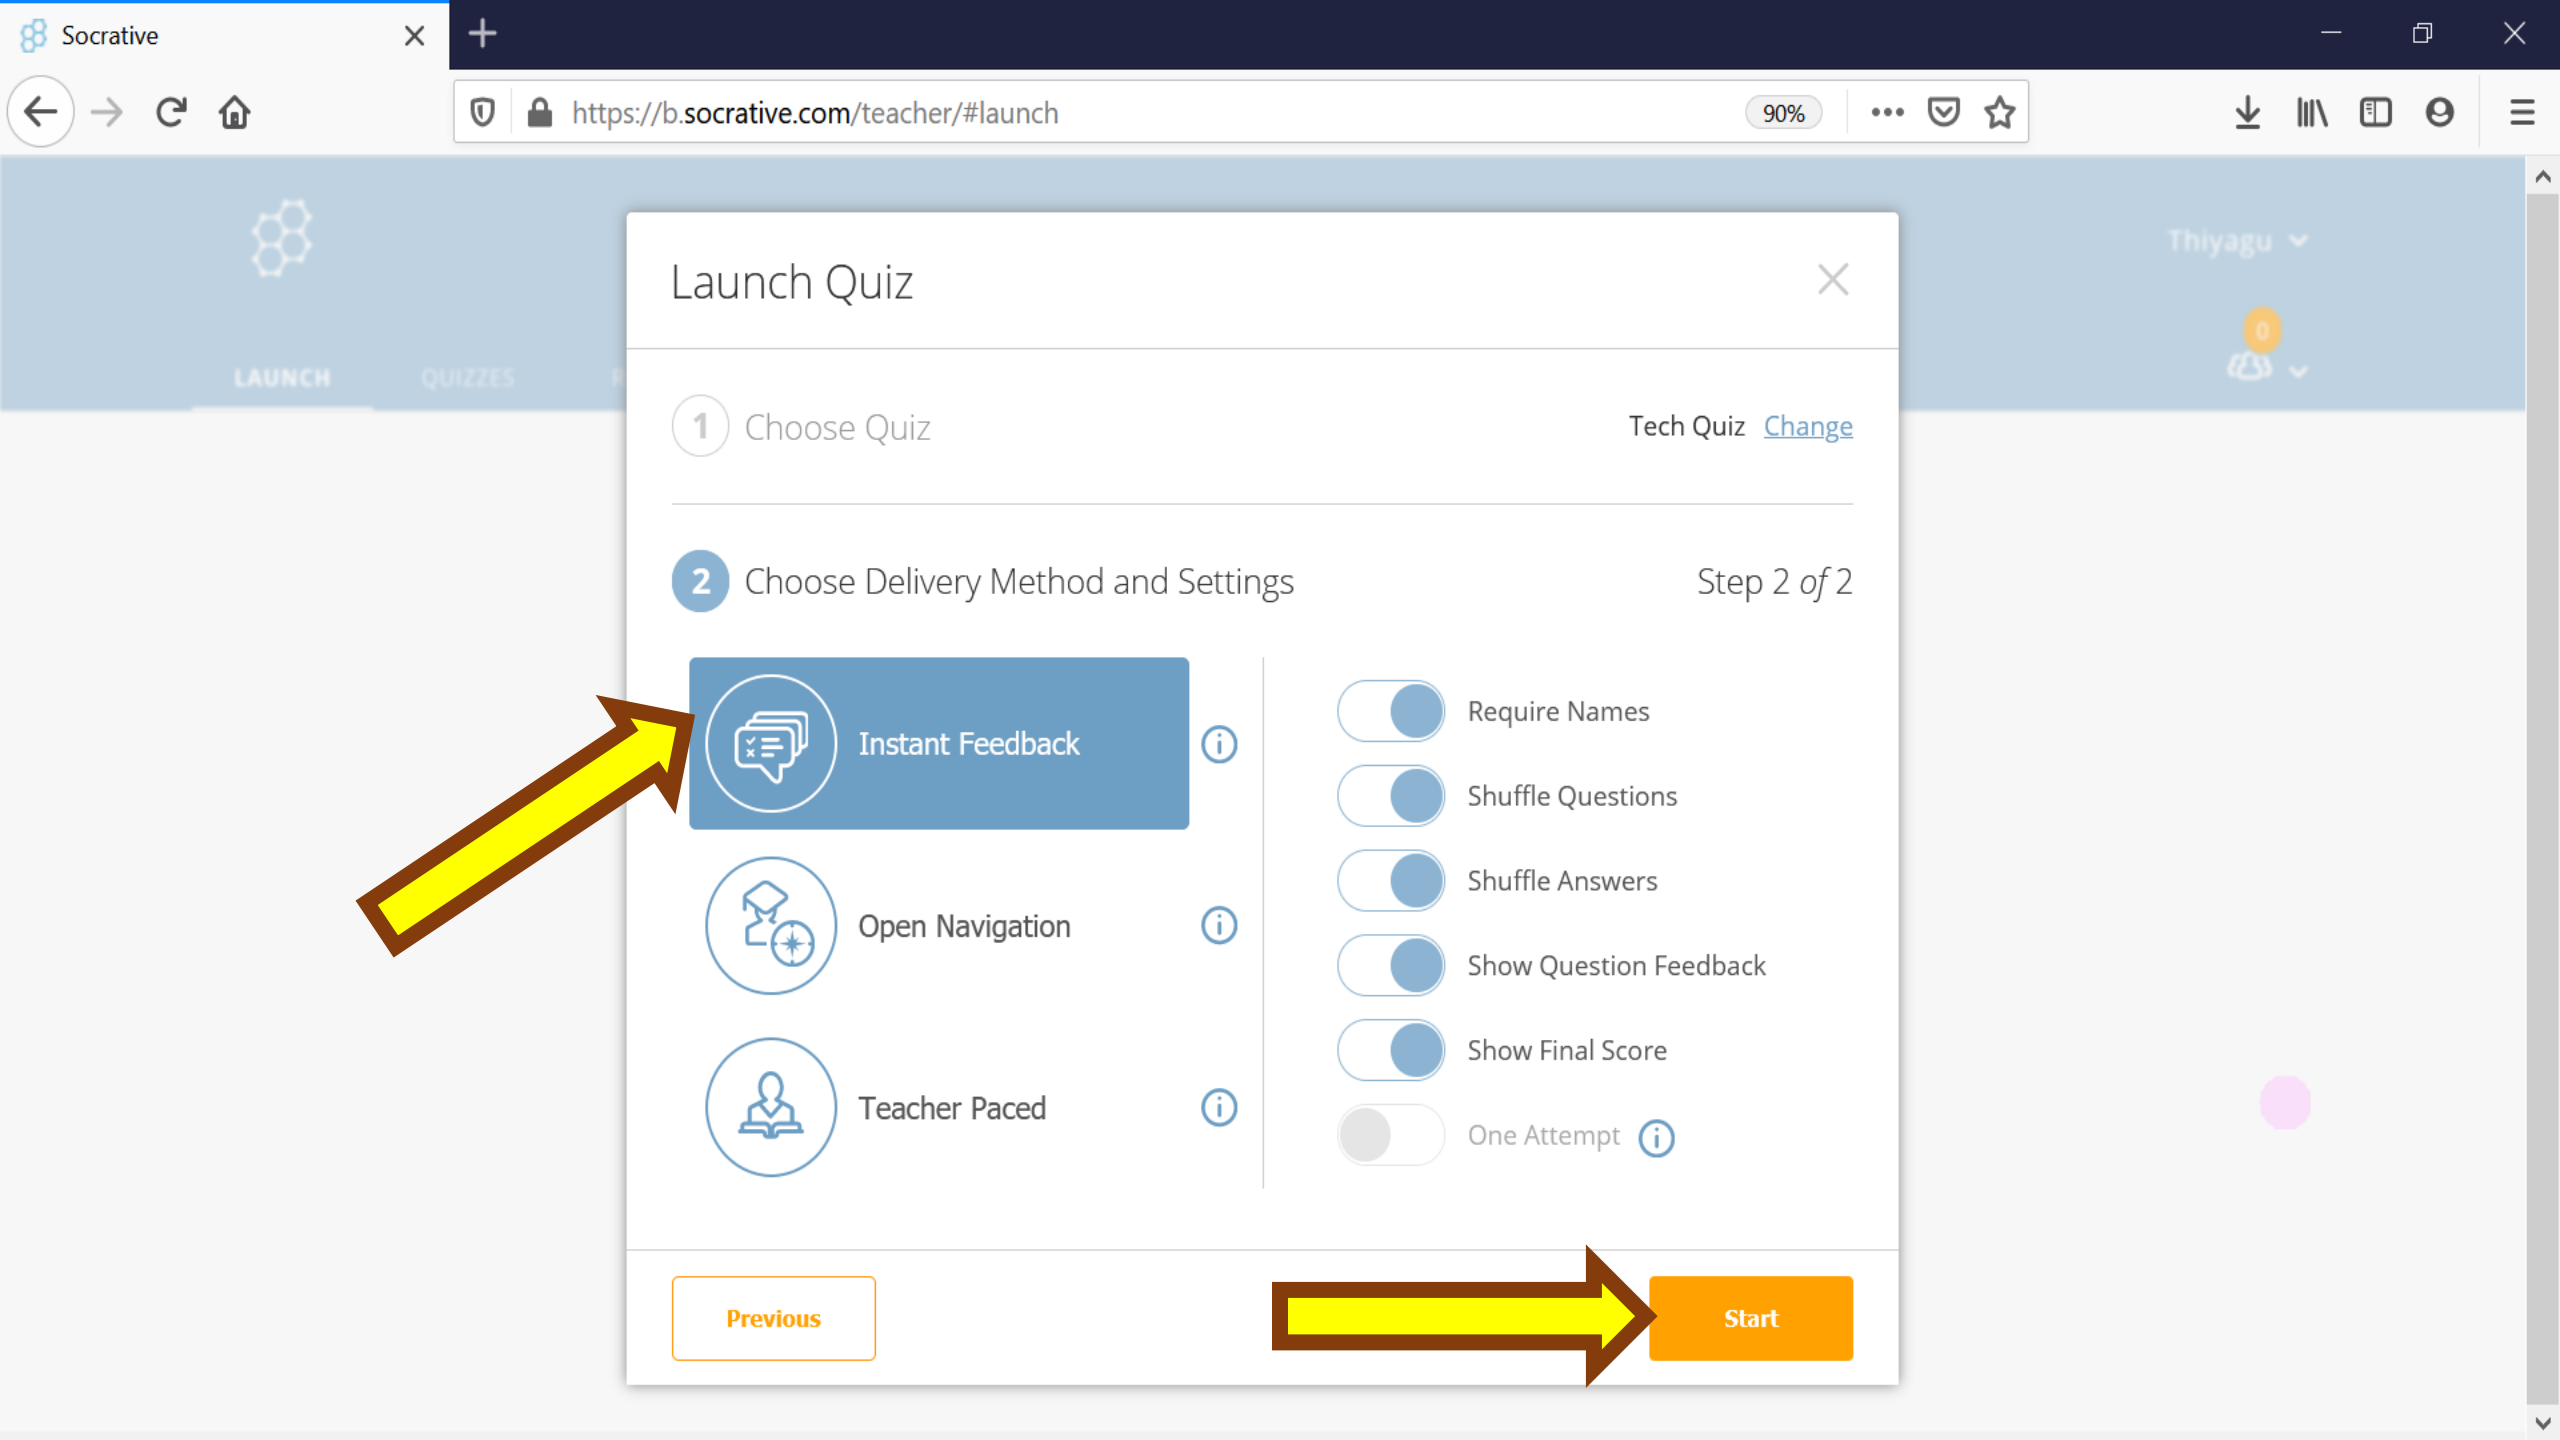 Socrative
https://b.socrative.com/teacher/#launch
90%
Thiyagu
0
LAUNCH QUIZZES
Launch Quiz
1 Choose Quiz
Tech Quiz Change
2 Choose Delivery Method and Settings
Step 2 of 2
Instant Feedback
Open Navigation
Teacher Paced
Require Names
Shuffle Questions
Shuffle Answers
Show Question Feedback
Show Final Score
One Attempt
Previous
Start